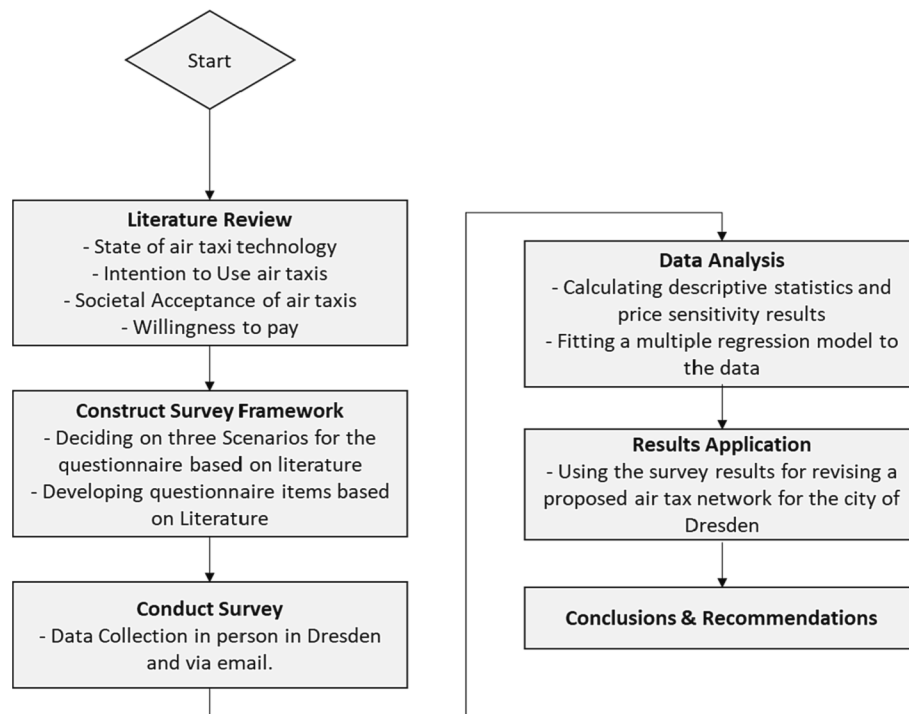 Start
Literature Review
- State of air taxi technology
- Intention to Use air taxis
- Societal Acceptance of air taxis
- Willingness to pay
Construct Survey Framework
- Deciding on three Scenarios for the
questionnaire based on literature
- Developing questionnaire items based
on Literature
Conduct Survey
- Data Collection in person in Dresden
and via email.
Data Analysis
- Calculating descriptive statistics and
price sensitivity results
- Fitting a multiple regression model to
the data
Results Application
- Using the survey results for revising a
proposed air tax network for the city of
Dresden
Conclusions & Recommendations